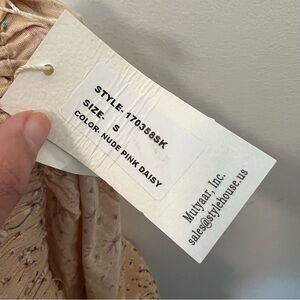 STYLE- 170358SK
SIZE- S
COLOR- NUDE PINK DAISY
Mutyaar, Inc.
sales@stylehouse.us